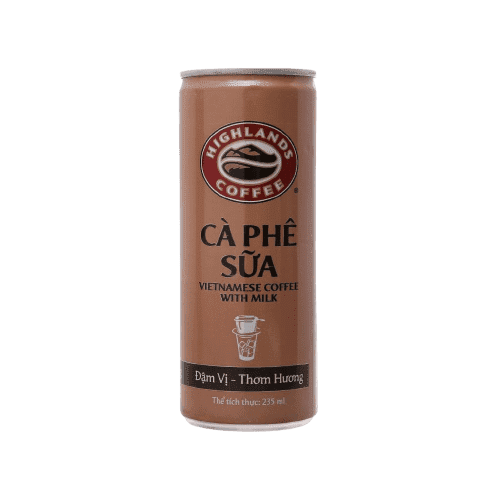 HIGHLANDS
COFFEE
®
CÀ PHÊ
SỮA
VIETNAMESE COFFEE
WITH MILK
Đậm Vị - Thơm Hương
Thể tích thực: 235 ml